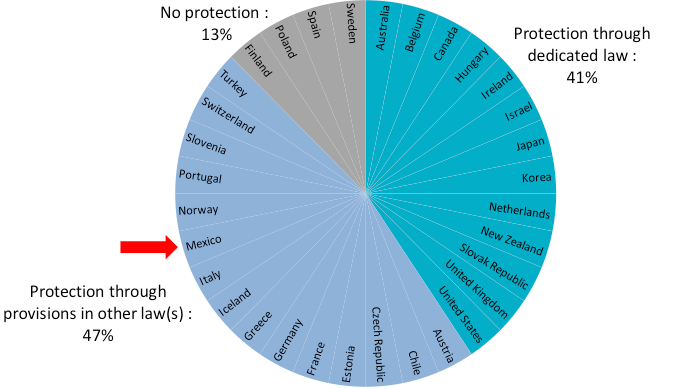 No protection :
13%
Protection through
dedicated law :
41%
Protection through
provisions in other law(s) :
47%
Australia
Belgium
Canada
Hungary
Ireland
Israel
Japan
Korea
Netherlands
New Zealand
Slovak Republic
United Kingdom
United States
Austria
Chile
Czech Republic
Estonia
France
Germany
Greece
Iceland
Italy
Mexico
Norway
Portugal
Slovenia
Switzerland
Turkey
Finland
Poland
Spain
Sweden